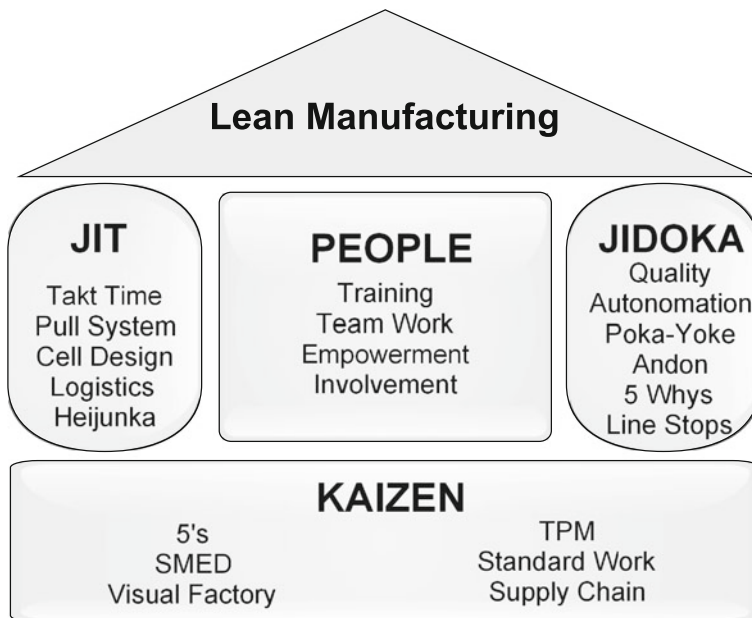 Lean Manufacturing
JIT
Takt Time
Pull System
Cell Design
Logistics
Heijunka
PEOPLE
Training
Team Work
Empowerment
Involvement
JIDOKA
Quality
Autonomation
Poka-Yoke
Andon
5 Whys
Line Stops
KAIZEN
5's
SMED
Visual Factory
TPM
Standard Work
Supply Chain